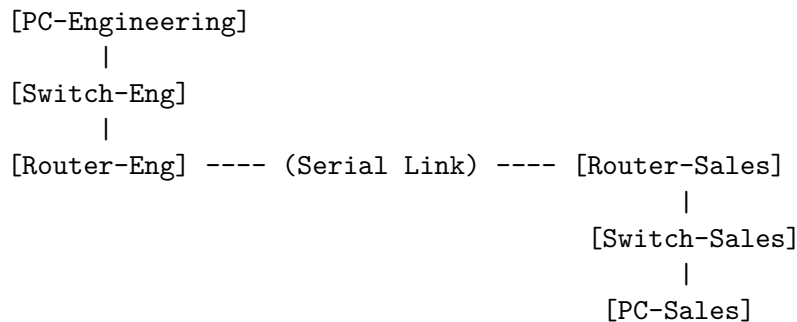 [PC-Engineering]
|
[Switch-Eng]
|
[Router-Eng] ---- (Serial Link) ---- [Router-Sales]
|
[Switch-Sales]
|
[PC-Sales]